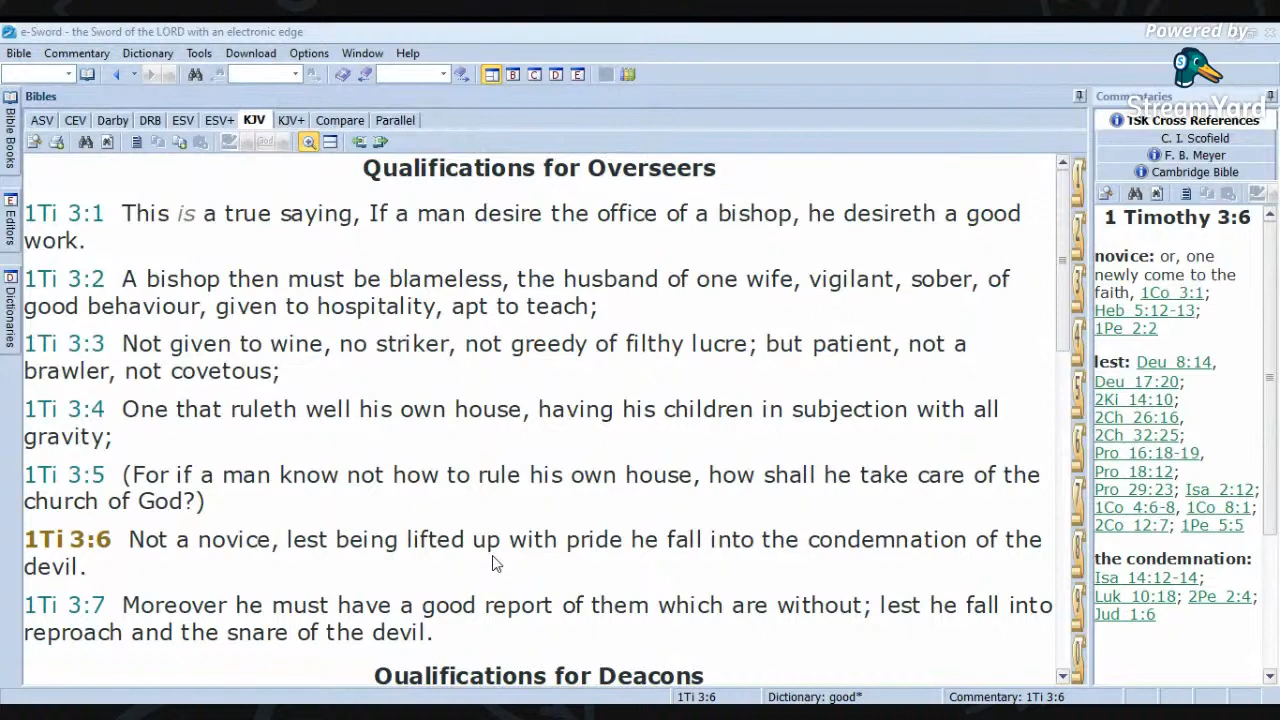 e-Sword - the Sword of the LORD with an electronic edge
Powered by
Bible Commentary Dictionary Tools Download Options Window Help
B C D E
Bibles
Commentaries
StreamYard
ASV CEV Darby DRB ESV ESV+ KJV KJV+ Compare Parallel
TSK Cross References
C. I. Scofield
F. B. Meyer
Cambridge Bible
Bible Books
Editors
Dictionaries
Qualifications for Overseers
1Ti 3:1 This is a true saying, If a man desire the office of a bishop, he desireth a good
work.
1Ti 3:2 A bishop then must be blameless, the husband of one wife, vigilant, sober, of
good behaviour, given to hospitality, apt to teach;
1Ti 3:3 Not given to wine, no striker, not greedy of filthy lucre; but patient, not a
brawler, not covetous;
1Ti 3:4 One that ruleth well his own house, having his children in subjection with all
gravity;
1Ti 3:5 (For if a man know not how to rule his own house, how shall he take care of the
church of God?)
1Ti 3:6 Not a novice, lest being lifted up with pride he fall into the condemnation of the
devil.
1Ti 3:7 Moreover he must have a good report of them which are without; lest he fall into
reproach and the snare of the devil.
Qualifications for Deacons
1 Timothy 3:6
novice: or, one
newly come to the
faith, 1Co 3:1;
Heb 5:12-13;
1Pe 2:2
lest: Deu 8:14,
Deu 17:20;
2Ki 14:10;
2Ch 26:16,
2Ch 32:25;
Pro 16:18-19,
Pro 18:12;
Pro 29:23; Isa 2:12;
1Co 4:6-8, 1Co 8:1;
2Co 12:7; 1Pe 5:5
the condemnation:
Isa 14:12-14;
Luk 10:18; 2Pe 2:4;
Jud 1:6
1Ti 3:6 Dictionary: good* Commentary: 1Ti 3:6